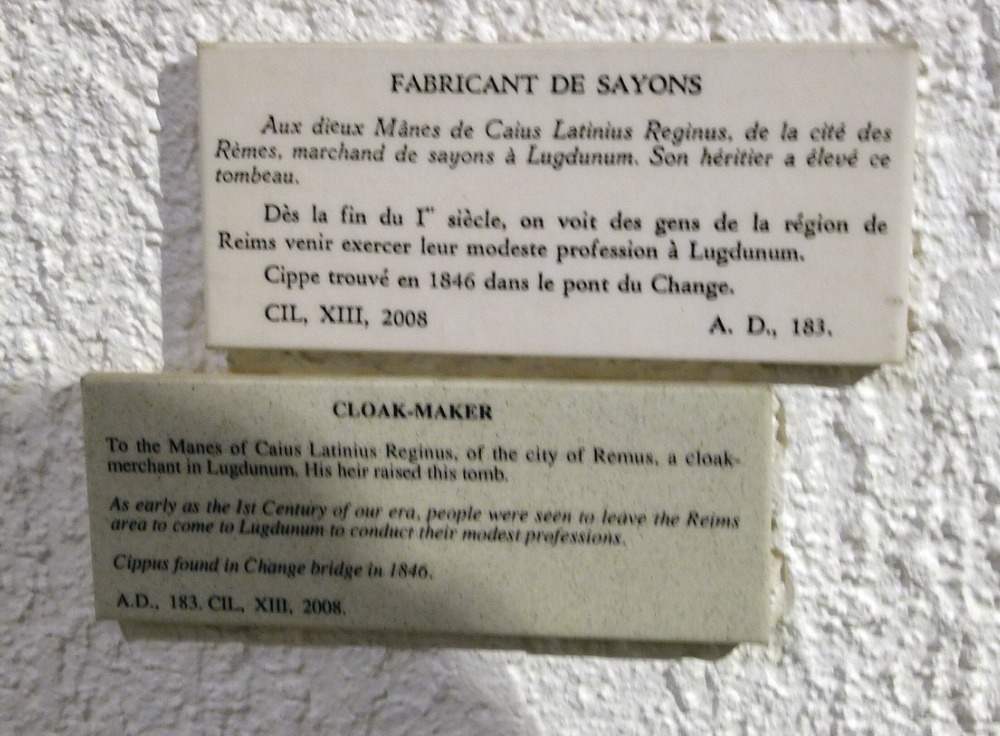 FABRICANT DE SAYONS
Aux dieux Mânes de Caius Latinius Reginus, de la cité des
Rèmes, marchand de sayons à Lugdunum. Son héritier a élevé ce
tombeau.
Dès la fin du Iᵉʳ siècle, on voit des gens de la région de
Reims venir exercer leur modeste profession à Lugdunum.
Cippe trouvé en 1846 dans le pont du Change.
CIL, XIII, 2008 A. D., 183.
CLOAK-MAKER
To the Manes of Caius Latinius Reginus, of the city of Remus, a cloak-
merchant in Lugdunum. His heir raised this tomb.
As early as the Ist Century of our era, people were seen to leave the Reims
area to come to Lugdunum to conduct their modest professions.
Cippus found in Change bridge in 1846.
A.D., 183. CIL, XIII, 2008.